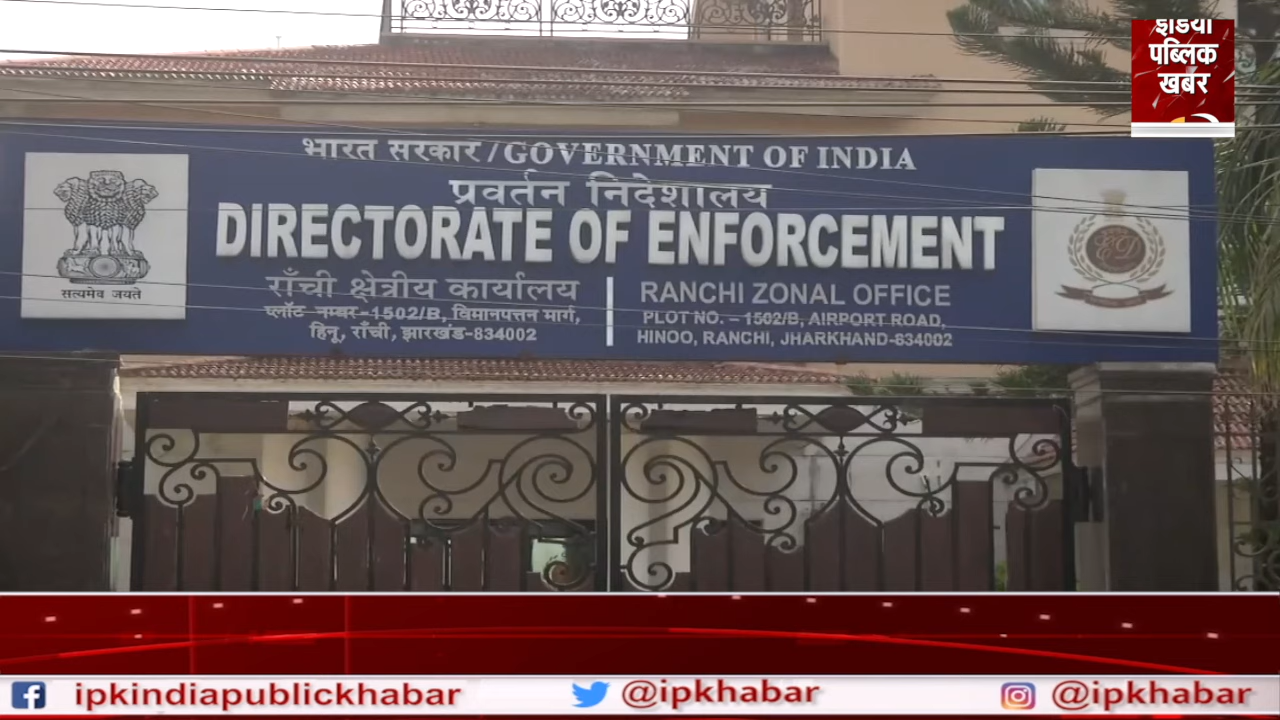 इंडिया
पब्लिक
खबर
भारत सरकार/GOVERNMENT OF INDIA
प्रवर्तन निदेशालय
DIRECTORATE OF ENFORCEMENT
सत्यमेव जयते
ED
राँची क्षेत्रीय कार्यालय
प्लॉट नम्बर-1502/B, विमानपत्तन मार्ग,
हिनू, राँची, झारखंड-834002
RANCHI ZONAL OFFICE
PLOT NO. – 1502/B, AIRPORT ROAD,
HINOO, RANCHI, JHARKHAND-834002
ipkindiapublickhabar
@ipkhabar
@ipkhabar